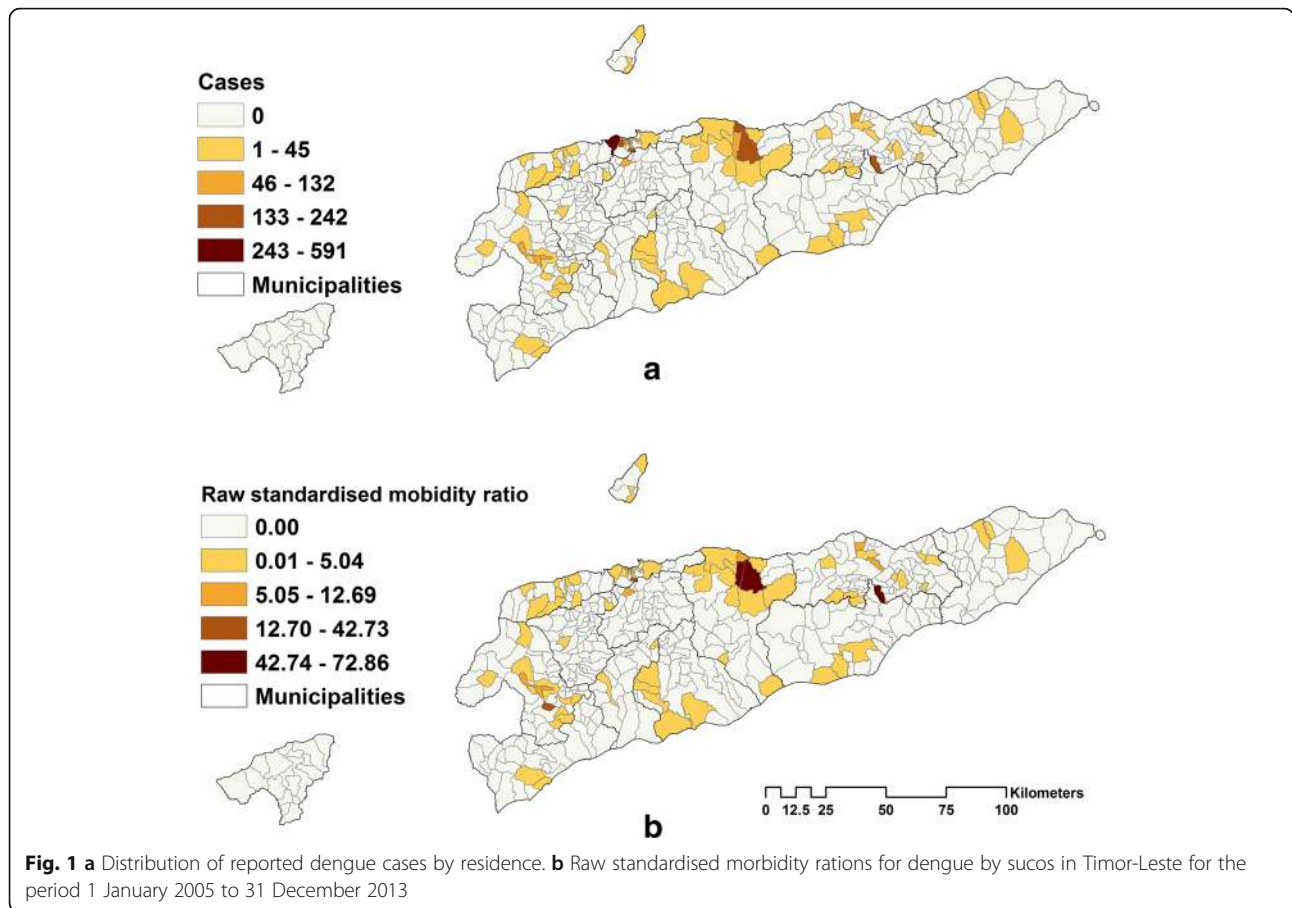 Cases
0
1 - 45
46 - 132
133 - 242
243 - 591
Municipalities
a
Raw standardised mobidity ratio
0.00
0.01 - 5.04
5.05 - 12.69
12.70 - 42.73
42.74 - 72.86
Municipalities
Kilometers
0 12.5 25 50 75 100
b
Fig. 1 a Distribution of reported dengue cases by residence. b Raw standardised morbidity rations for dengue by sucos in Timor-Leste for the
period 1 January 2005 to 31 December 2013